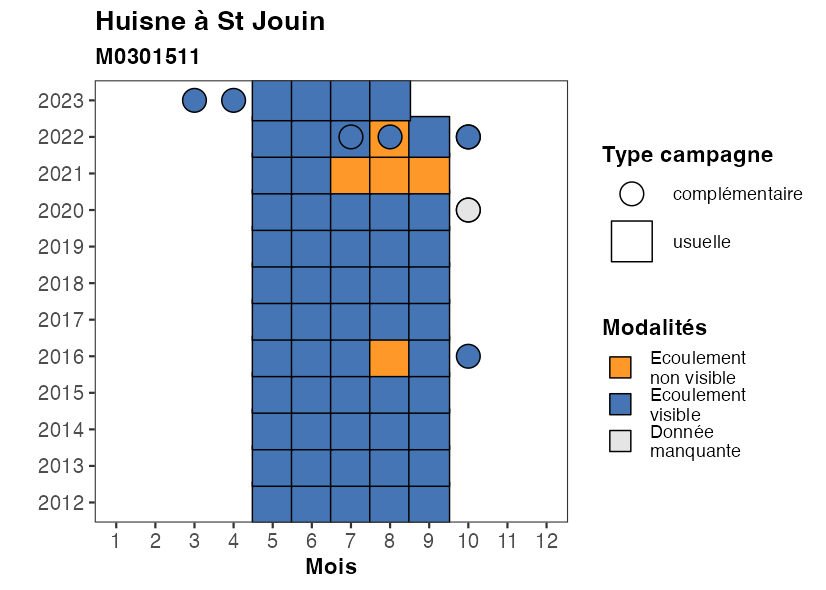 Huisne à St Jouin
M0301511
2023
2022
2021
2020
2019
2018
2017
2016
2015
2014
2013
2012
1 2 3 4 5 6 7 8 9 10 11 12
Mois
Type campagne
complémentaire
usuelle
Modalités
Ecoulement
non visible
Ecoulement
visible
Donnée
manquante